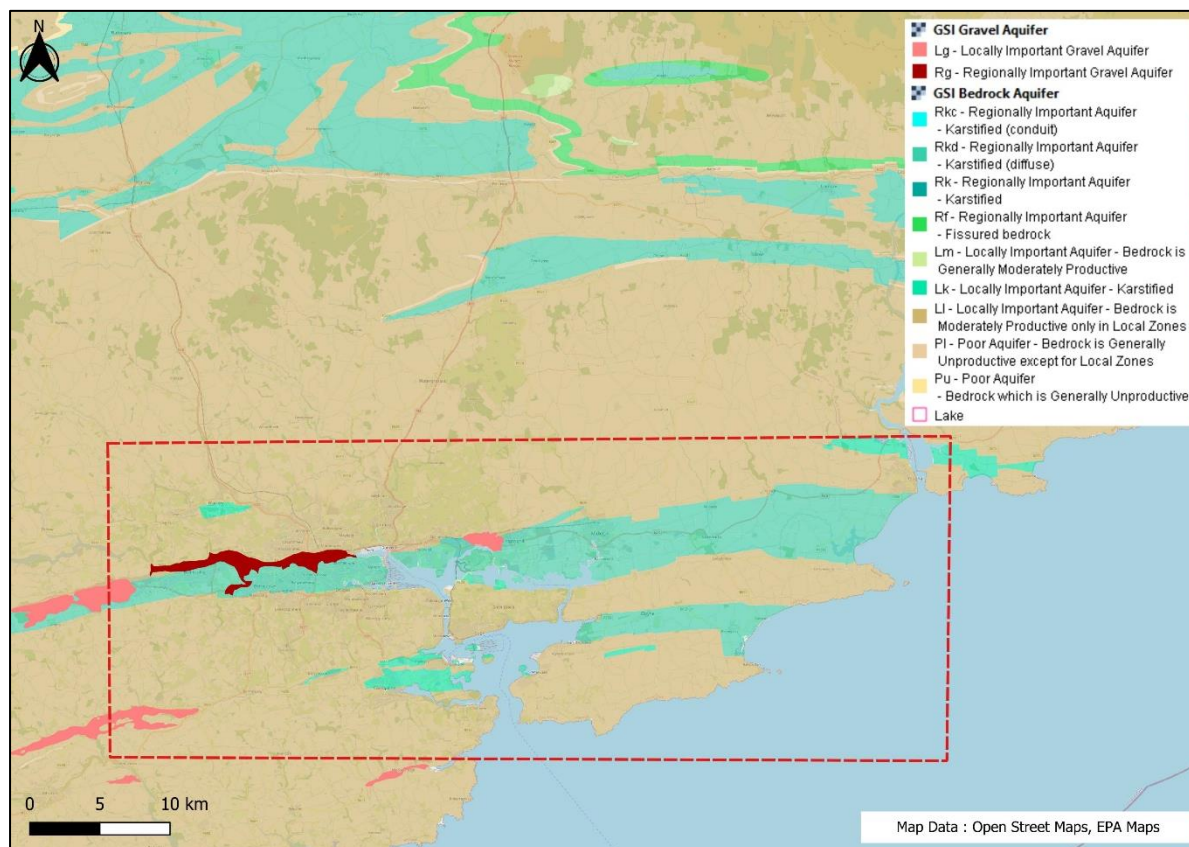 N
GSI Gravel Aquifer
Lg - Locally Important Gravel Aquifer
Rg - Regionally Important Gravel Aquifer
GSI Bedrock Aquifer
Rkc - Regionally Important Aquifer
- Karstified (conduit)
Rkd - Regionally Important Aquifer
- Karstified (diffuse)
Rk - Regionally Important Aquifer
- Karstified
Rf - Regionally Important Aquifer
- Fissured bedrock
Lm - Locally Important Aquifer - Bedrock is
Generally Moderately Productive
Lk - Locally Important Aquifer - Karstified
Ll - Locally Important Aquifer - Bedrock is
Moderately Productive only in Local Zones
Pl - Poor Aquifer - Bedrock is Generally
Unproductive except for Local Zones
Pu - Poor Aquifer
- Bedrock which is Generally Unproductive
Lake
0 5 10 km
Map Data : Open Street Maps, EPA Maps